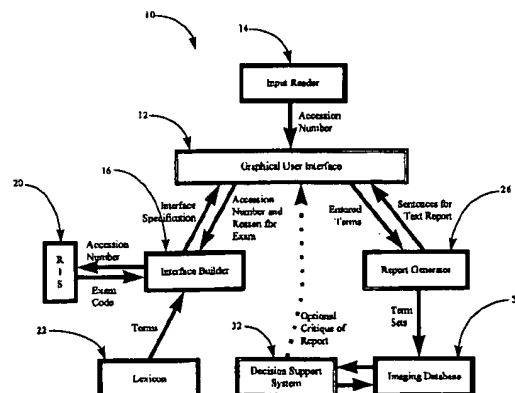 10
14
Input Reader
12
Accession
Number
Graphical User Interface
20
16
Interface
Specification
Accession
Number and
Reason for
Exam
Entered
Terms
Sentences for
Text Report
26
Accession
Number
R
I
S
Interface Builder
Report Generator
Exam
Code
22
Terms
32
Optional
Critique of
Report
Term
Sets
Lexicon
Decision Support
System
Imaging Database